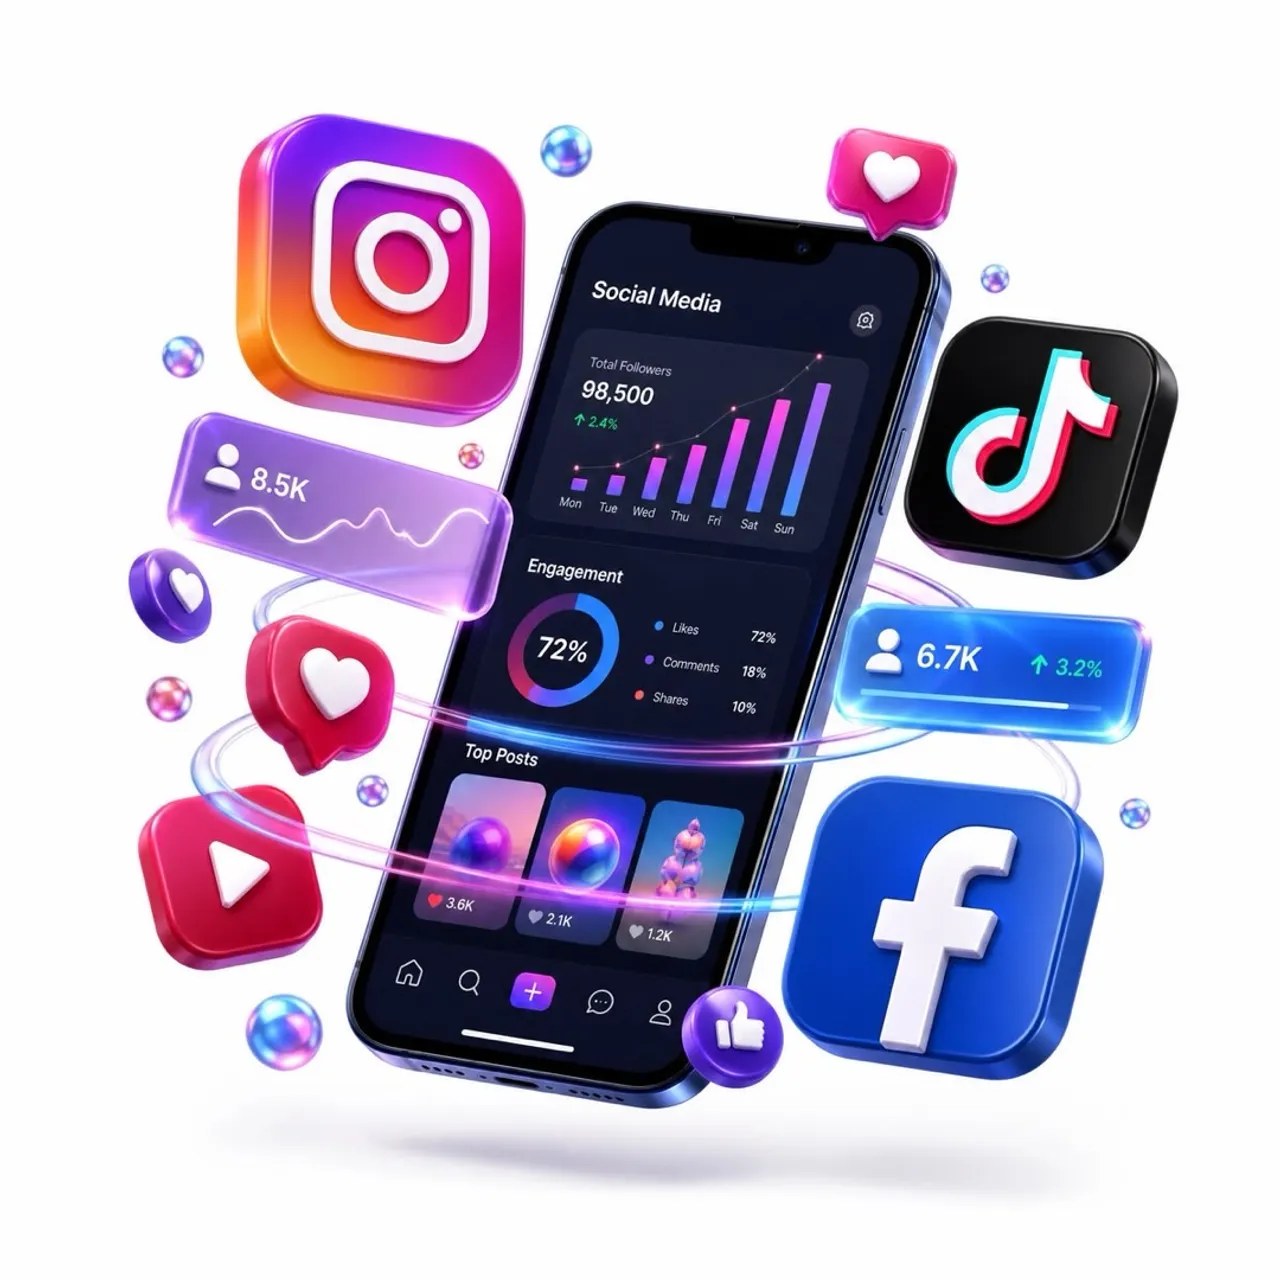 Social Media
Total Followers
98,500
↑ 2.4%
Mon Tue Wed Thu Fri Sat Sun
8.5K
Engagement
72%
Likes 72%
Comments 18%
Shares 10%
6.7K ↑ 3.2%
Top Posts
3.6K 2.1K 1.2K